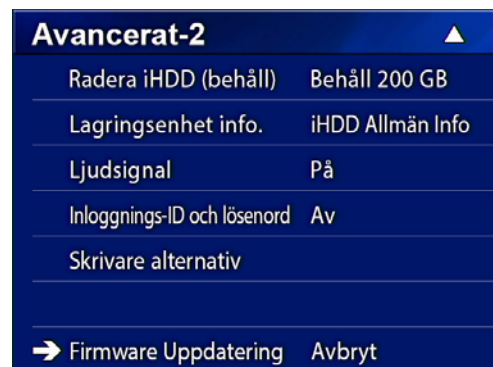 Avancerat-2
Radera iHDD (behåll) Behåll 200 GB
Lagringsenhet info. iHDD Allmän Info
Ljudsignal På
Inloggnings-ID och lösenord Av
Skrivare alternativ
Firmware Uppdatering Avbryt